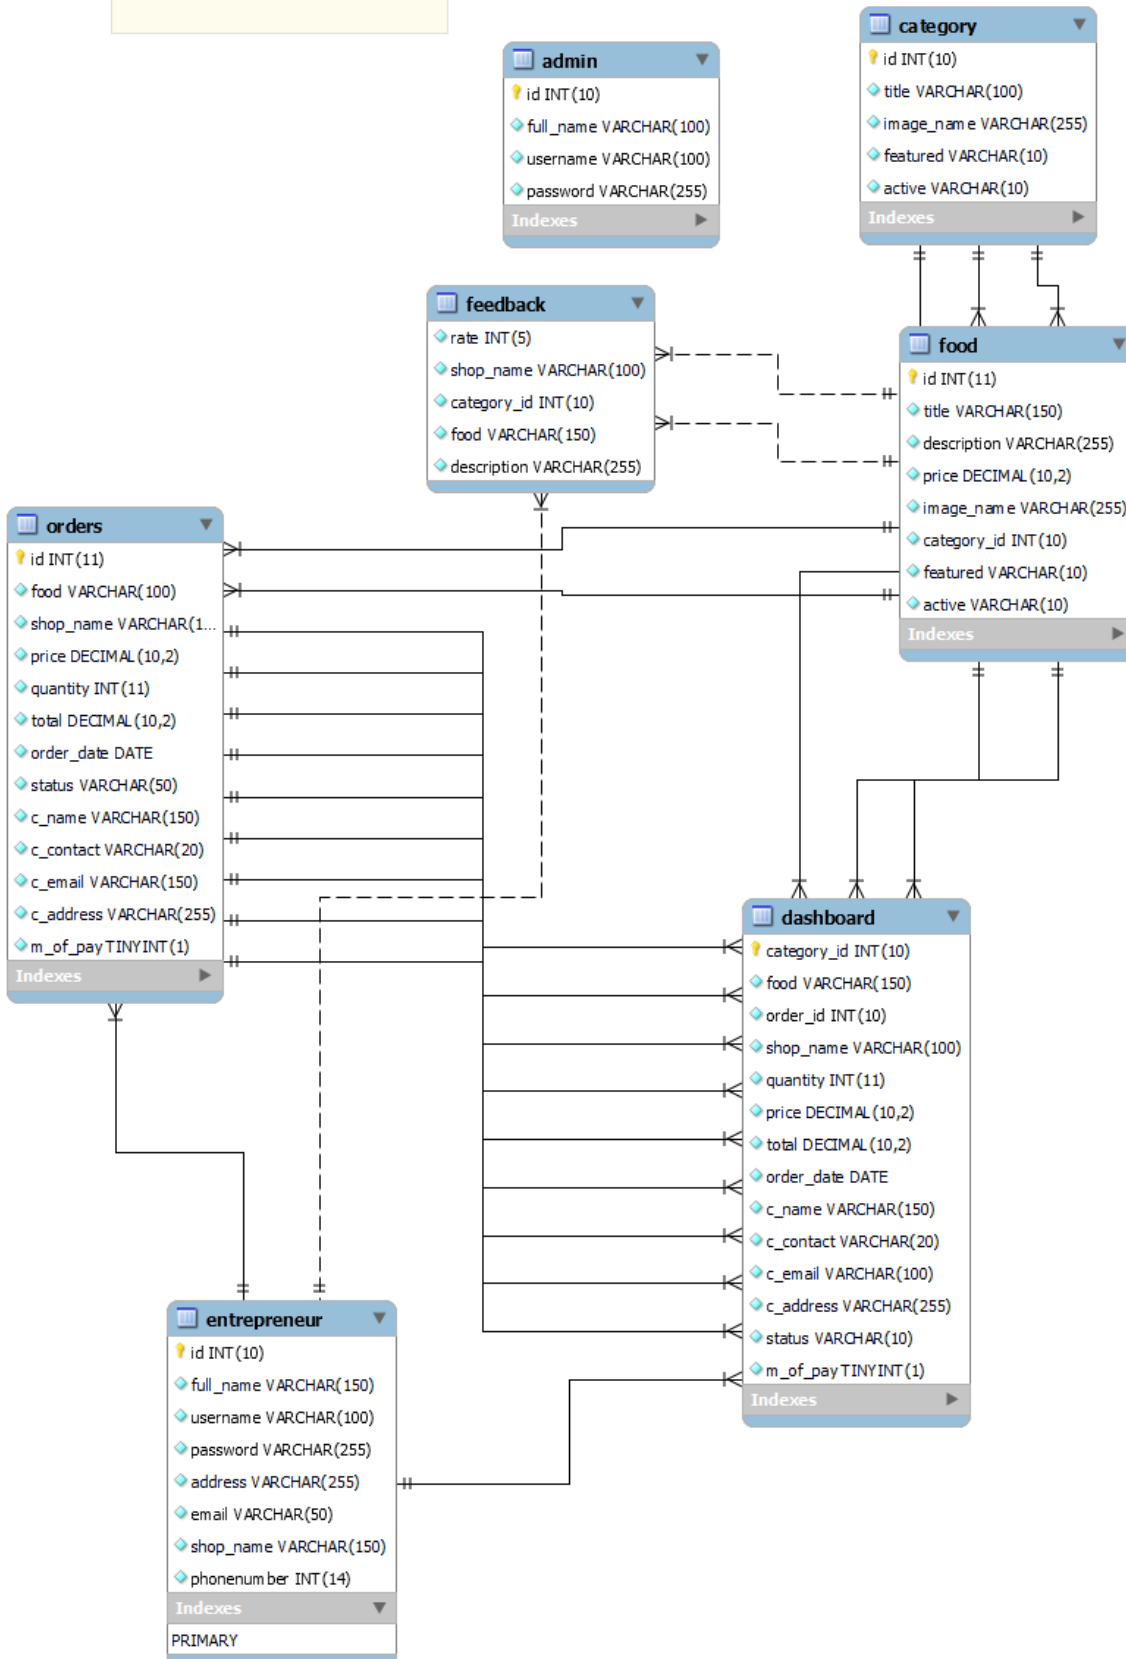 admin
id INT(10)
full_name VARCHAR(100)
username VARCHAR(100)
password VARCHAR(255)
Indexes
category
id INT(10)
title VARCHAR(100)
image_name VARCHAR(255)
featured VARCHAR(10)
active VARCHAR(10)
Indexes
feedback
rate INT(5)
shop_name VARCHAR(100)
category_id INT(10)
food VARCHAR(150)
description VARCHAR(255)
food
id INT(11)
title VARCHAR(150)
description VARCHAR(255)
price DECIMAL(10,2)
image_name VARCHAR(255)
category_id INT(10)
featured VARCHAR(10)
active VARCHAR(10)
Indexes
orders
id INT(11)
food VARCHAR(100)
shop_name VARCHAR(1...
price DECIMAL(10,2)
quantity INT(11)
total DECIMAL(10,2)
order_date DATE
status VARCHAR(50)
c_name VARCHAR(150)
c_contact VARCHAR(20)
c_email VARCHAR(150)
c_address VARCHAR(255)
m_of_pay TINYINT(1)
Indexes
dashboard
category_id INT(10)
food VARCHAR(150)
order_id INT(10)
shop_name VARCHAR(100)
quantity INT(11)
price DECIMAL(10,2)
total DECIMAL(10,2)
order_date DATE
c_name VARCHAR(150)
c_contact VARCHAR(20)
c_email VARCHAR(100)
c_address VARCHAR(255)
status VARCHAR(10)
m_of_pay TINYINT(1)
Indexes
entrepreneur
id INT(10)
full_name VARCHAR(150)
username VARCHAR(100)
password VARCHAR(255)
address VARCHAR(255)
email VARCHAR(50)
shop_name VARCHAR(150)
phonenumber INT(14)
Indexes
PRIMARY